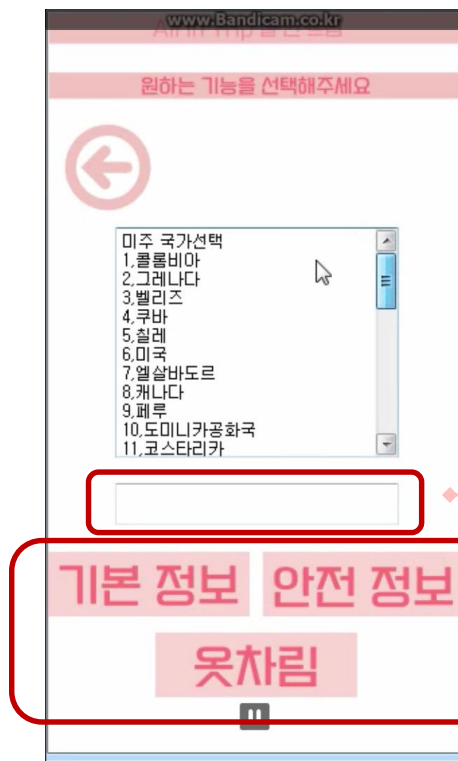 www.Bandicam.co.kr
원하는 기능을 선택해주세요
미주 국가선택
1,콜롬비아
2,그레나다
3,벨리즈
4,쿠바
5,칠레
6,미국
7,엘살바도르
8,캐나다
9,페루
10,도미니카공화국
11,코스타리카
기본 정보 안전 정보
옷차림